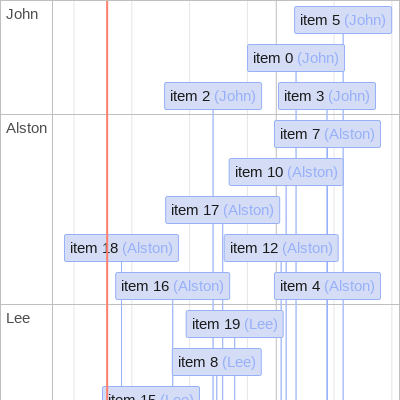 John
item 5 (John)
item 0 (John)
item 2 (John)
item 3 (John)
Alston
item 7 (Alston)
item 10 (Alston)
item 17 (Alston)
item 18 (Alston)
item 12 (Alston)
item 16 (Alston)
item 4 (Alston)
Lee
item 19 (Lee)
item 8 (Lee)
item 15 (Lee)